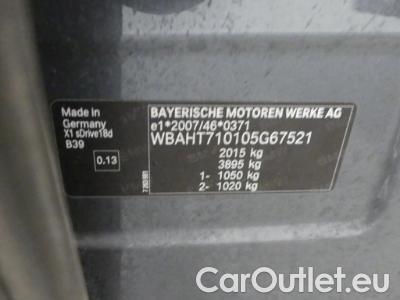 Made in
Germany
X1 sDrive18d
B39
0.13
BAYERISCHE MOTOREN WERKE AG
e1*2007/46*0371
WBAHT710105G67521
2015 kg
3895 kg
1- 1050 kg
2- 1020 kg
CarOutlet.eu